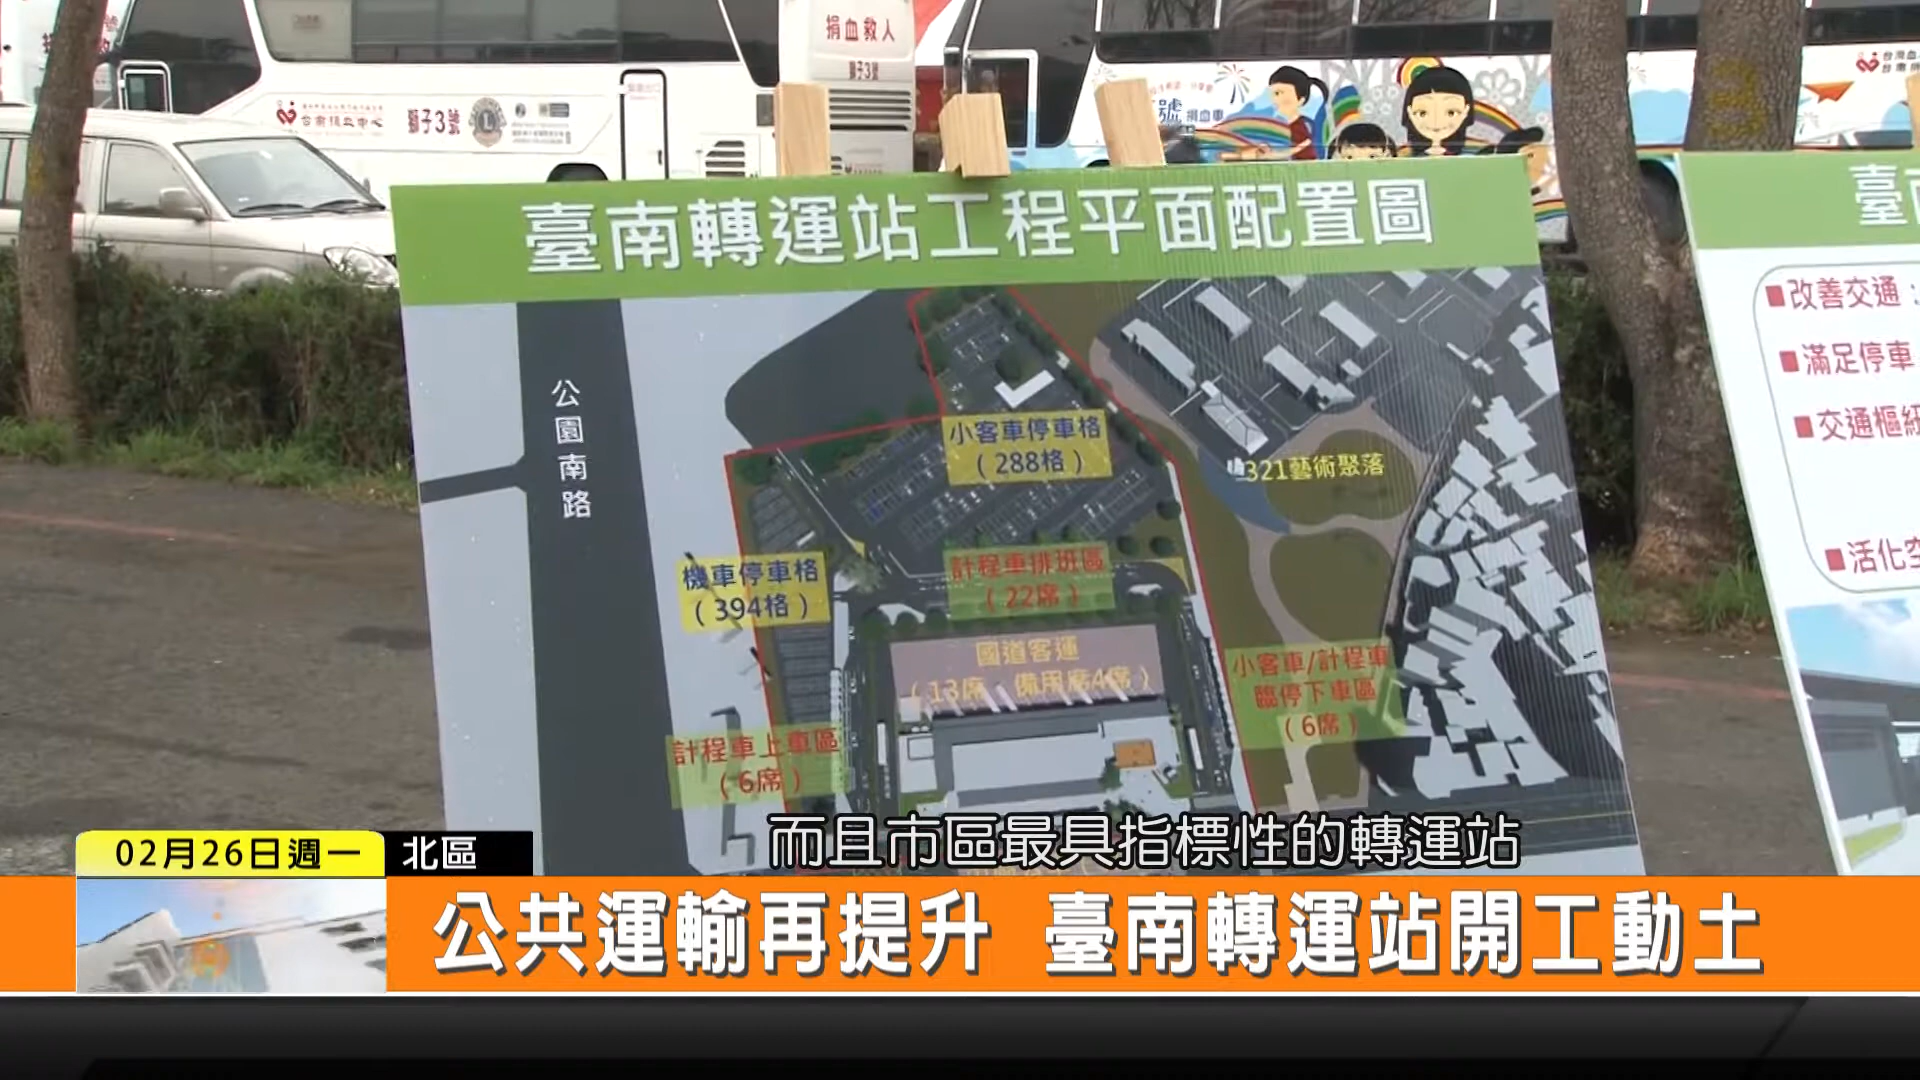 捐血救人
獅子3號
台南捐血中心
獅子3號
號 捐血車
臺南轉運站工程平面配置圖
公園南路
小客車停車格
(288格)
321藝術聚落
機車停車格
(394格)
計程車排班區
(22席)
國道客運
(13席 備用席4席)
小客車/計程車
臨停下車區
(6席)
計程車上車區
(6席)
■改善交通：
■滿足停車
■交通樞紐
■活化空
而且市區最具指標性的轉運站
02月26日週一
北區
公共運輸再提升 臺南轉運站開工動土